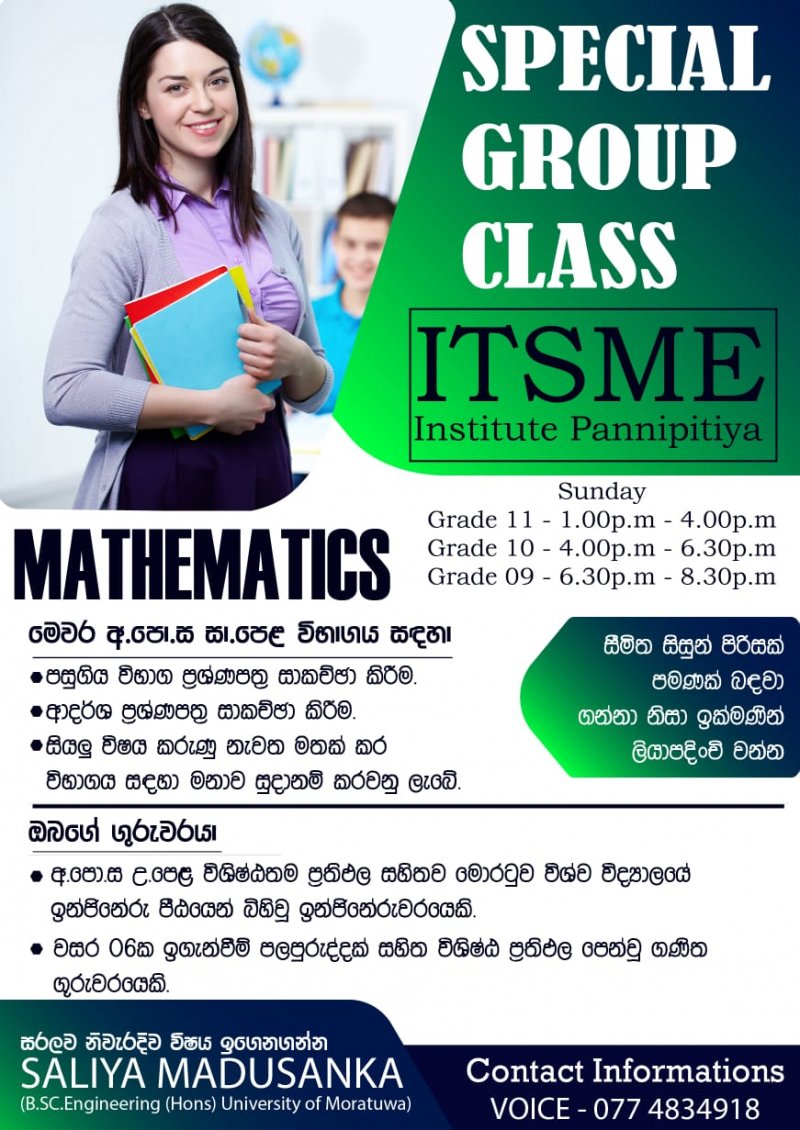 SPECIAL
GROUP
CLASS
ITSME
Institute Pannipitiya
Sunday
Grade 11 - 1.00p.m - 4.00p.m
Grade 10 - 4.00p.m - 6.30p.m
Grade 09 - 6.30p.m - 8.30p.m
MATHEMATICS
මෙවර අ.පො.ස සා.පෙළ විභාගය සඳහා
පසුගිය විභාග ප්‍රශ්ණපත්‍ර සාකච්ඡා කිරීම.
ආදර්ශ ප්‍රශ්ණපත්‍ර සාකච්ඡා කිරීම.
සියලු විෂය කරුණු නැවත මතක් කර
විභාගය සඳහා මනාව සුදානම් කරවනු ලැබේ.
සීමිත සිසුන් පිරිසක්
පමණක් බඳවා
ගන්නා නිසා ඉක්මණින්
ලියාපදිංචි වන්න
ඔබගේ ගුරුවරයා
අ.පො.ස උ.පෙළ විශිෂ්ඨතම ප්‍රතිඵල සහිතව මොරටුව විශ්ව විද්‍යාලයේ
ඉන්ජිනේරු පීඨයෙන් බිහිවූ ඉන්ජිනේරුවරයෙකි.
වසර 06ක ඉගැන්වීම් පලපුරුද්දක් සහිත විශිෂ්ඨ ප්‍රතිඵල පෙන්වූ ගණිත
ගුරුවරයෙකි.
සරලව නිවැරදිව විෂය ඉගෙනගන්න
SALIYA MADUSANKA
(B.SC.Engineering (Hons) University of Moratuwa)
Contact Informations
VOICE - 077 4834918